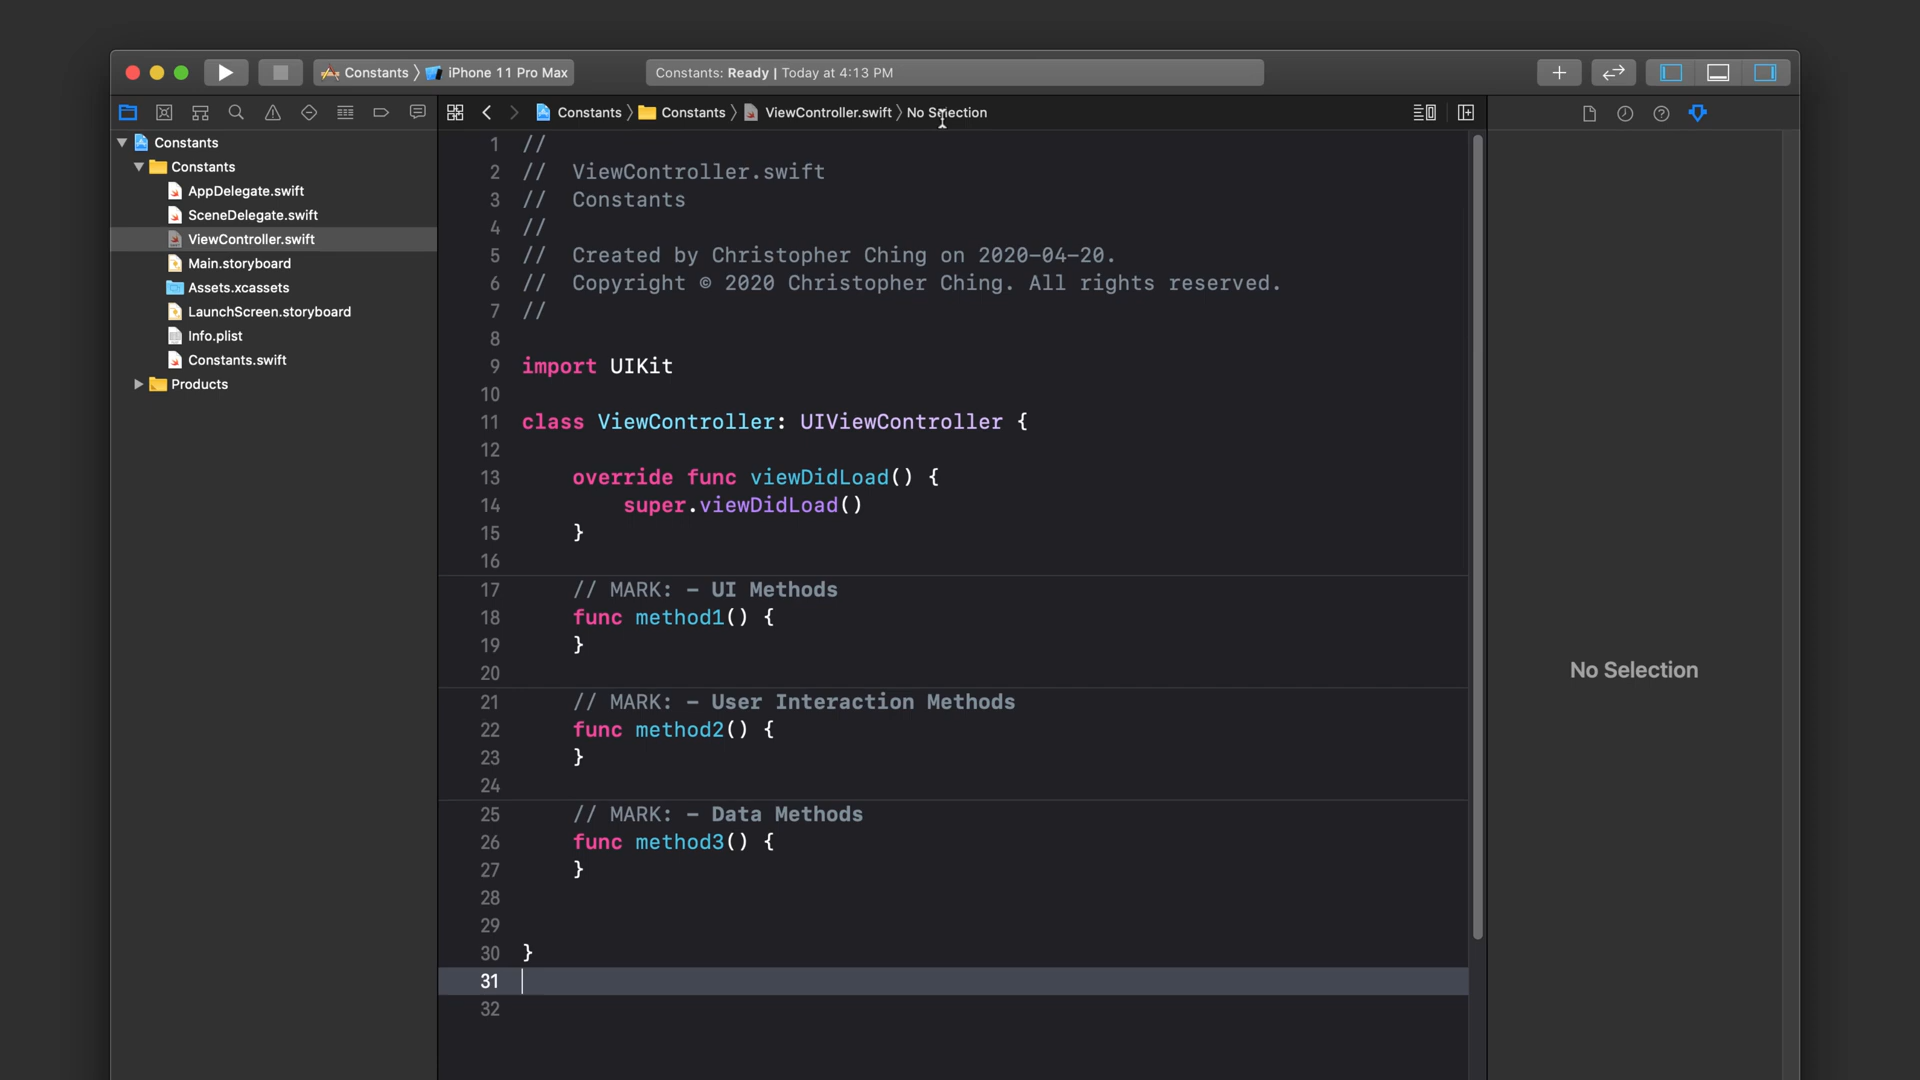 Constants 〉 iPhone 11 Pro Max
Constants: Ready | Today at 4:13 PM
Constants 〉 Constants 〉 ViewController.swift 〉 No Selection
Constants
Constants
AppDelegate.swift
SceneDelegate.swift
ViewController.swift
Main.storyboard
Assets.xcassets
LaunchScreen.storyboard
Info.plist
Constants.swift
Products
1 //
2 //  ViewController.swift
3 //  Constants
4 //
5 //  Created by Christopher Ching on 2020-04-20.
6 //  Copyright © 2020 Christopher Ching. All rights reserved.
7 //
8
9 import UIKit
10
11 class ViewController: UIViewController {
12
13     override func viewDidLoad() {
14         super.viewDidLoad()
15     }
16
17     // MARK: - UI Methods
18     func method1() {
19     }
20
21     // MARK: - User Interaction Methods
22     func method2() {
23     }
24
25     // MARK: - Data Methods
26     func method3() {
27     }
28
29
30 }
31
32
No Selection